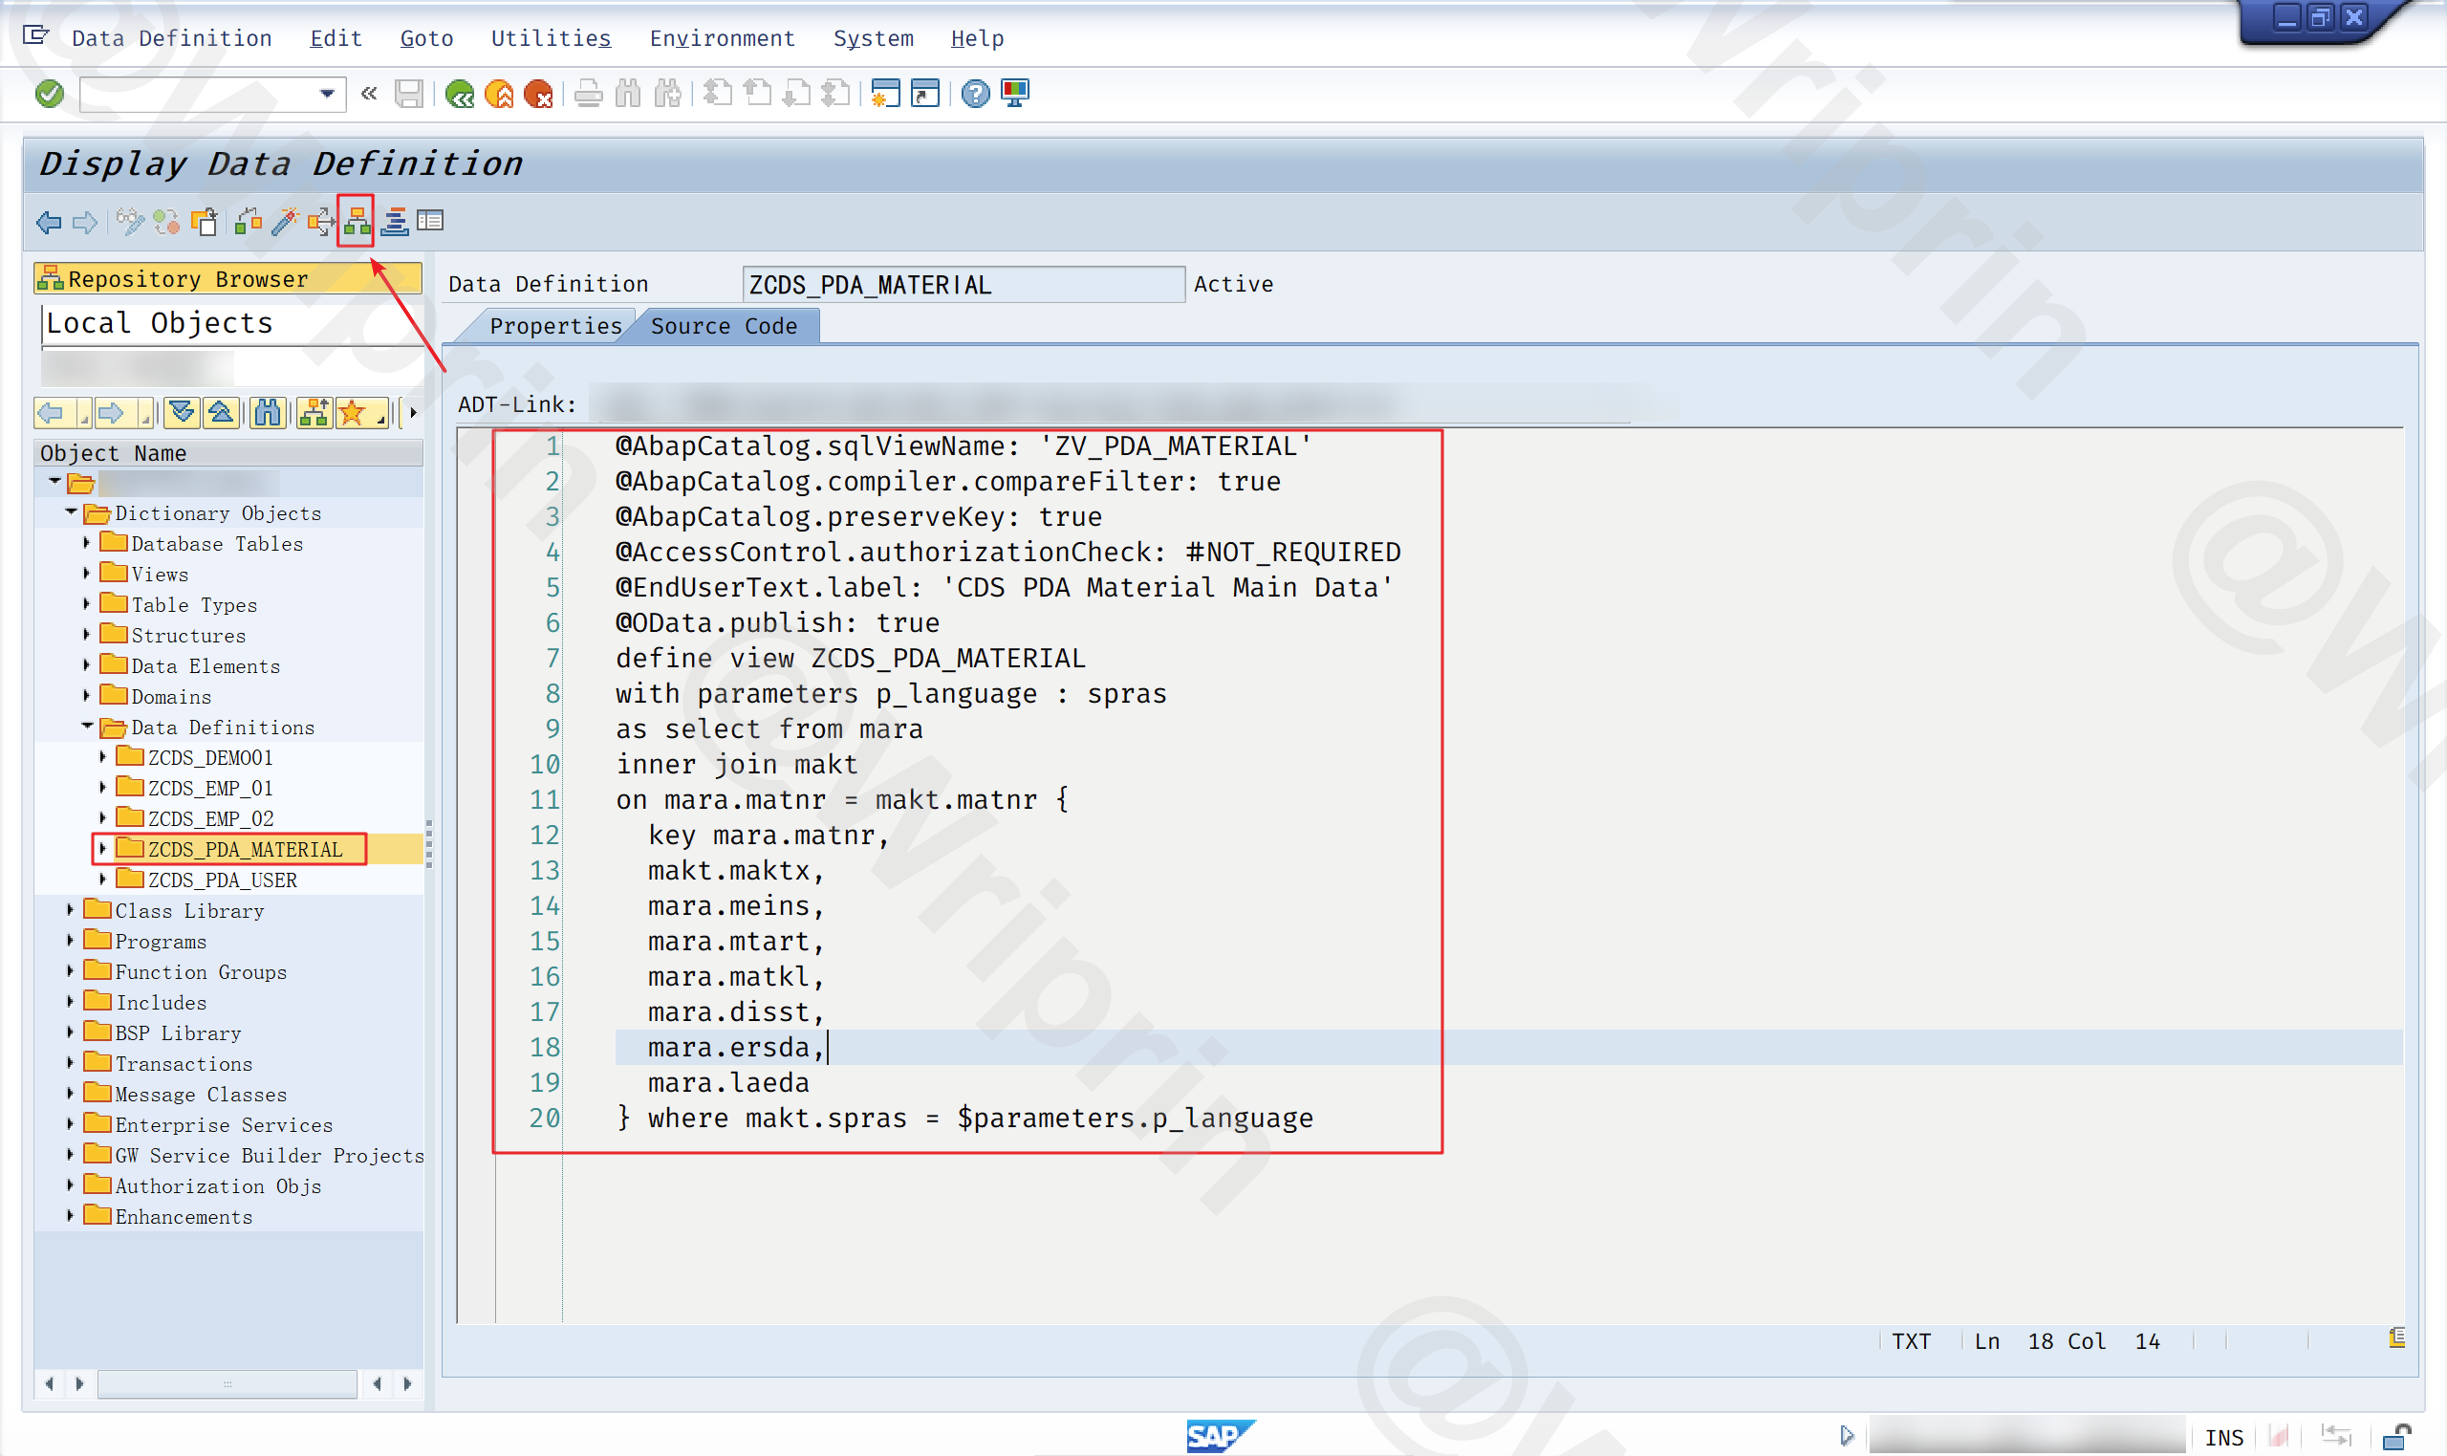 Data Definition Edit Goto Utilities Environment System Help
Display Data Definition
Repository Browser
Local Objects
Object Name
Dictionary Objects
Database Tables
Views
Table Types
Structures
Data Elements
Domains
Data Definitions
ZCDS_DEMO01
ZCDS_EMP_01
ZCDS_EMP_02
ZCDS_PDA_MATERIAL
ZCDS_PDA_USER
Class Library
Programs
Function Groups
Includes
BSP Library
Transactions
Message Classes
Enterprise Services
GW Service Builder Projects
Authorization Objs
Enhancements
Data Definition ZCDS_PDA_MATERIAL Active
Properties Source Code
ADT-Link:
1 @AbapCatalog.sqlViewName: 'ZV_PDA_MATERIAL'
2 @AbapCatalog.compiler.compareFilter: true
3 @AbapCatalog.preserveKey: true
4 @AccessControl.authorizationCheck: #NOT_REQUIRED
5 @EndUserText.label: 'CDS PDA Material Main Data'
6 @OData.publish: true
7 define view ZCDS_PDA_MATERIAL
8 with parameters p_language : spras
9 as select from mara
10 inner join makt
11 on mara.matnr = makt.matnr {
12 key mara.matnr,
13 makt.maktx,
14 mara.meins,
15 mara.mtart,
16 mara.matkl,
17 mara.disst,
18 mara.ersda,
19 mara.laeda
20 } where makt.spras = $parameters.p_language
TXT Ln 18 Col 14
SAP
INS
@Wriprin